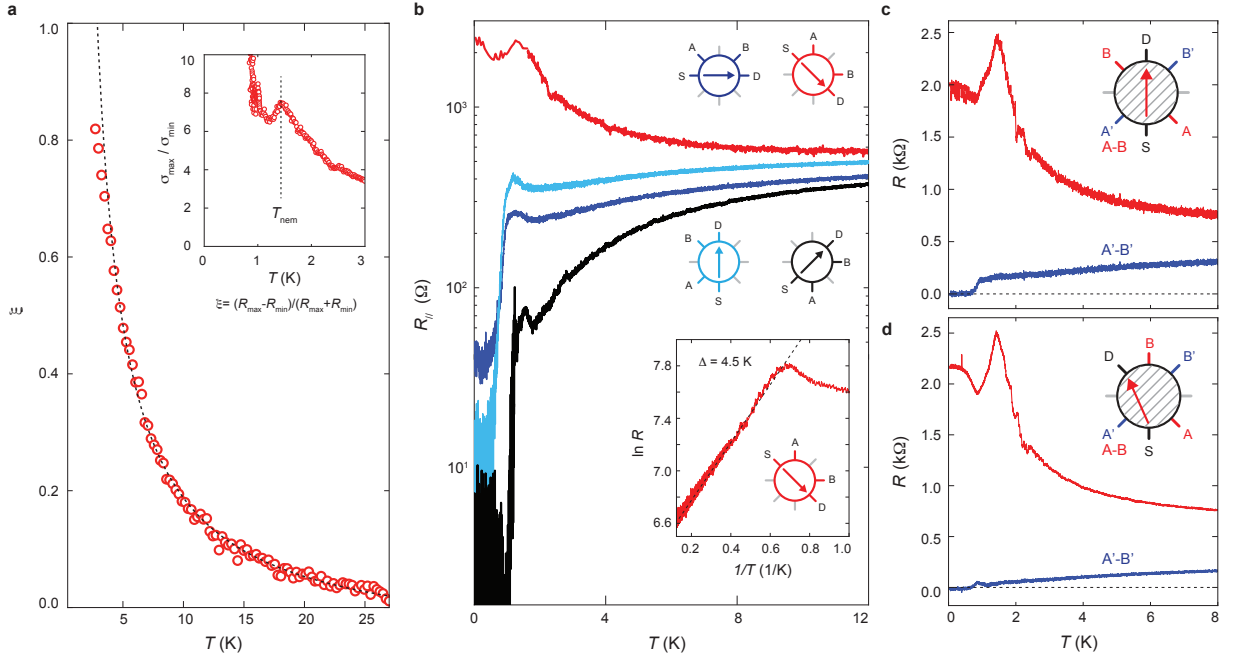 a
1.0
0.8
0.6
0.4
0.2
0.0
ξ
5
10
15
20
25
T (K)
10
8
6
4
2
0
σmax / σmin
Tnem
0
1
2
3
T (K)
ξ= (Rmax-Rmin)/(Rmax+Rmin)
b
10³
10²
10¹
R// (Ω)
0
4
8
12
T (K)
A
B
S
D
A
S
B
D
D
B
A
S
D
B
S
A
7.8
7.4
7.0
6.6
ln R
Δ = 4.5 K
A
S
B
D
0.2
0.4
0.6
0.8
1.0
1/T (1/K)
c
2.5
2.0
1.5
1.0
0.5
0.0
R (kΩ)
D
B
B'
A'
A
A-B
S
A'-B'
0
2
4
6
8
d
2.5
2.0
1.5
1.0
0.5
0.0
R (kΩ)
B
D
B'
A'
A
A-B
S
A'-B'
0
2
4
6
8
T (K)